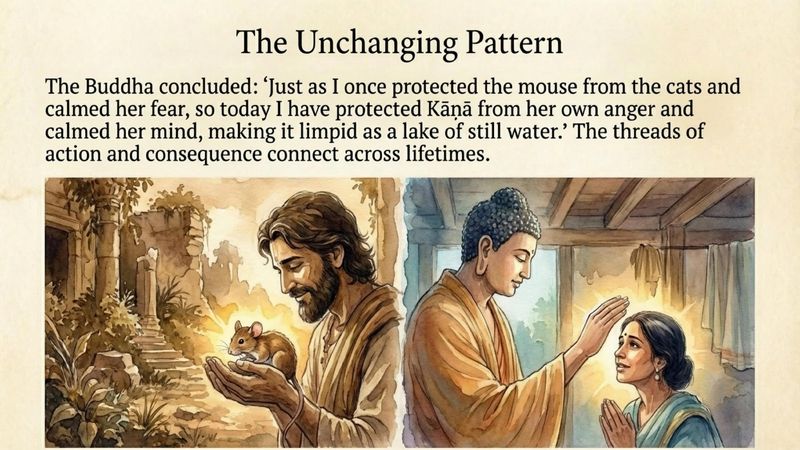 The Unchanging Pattern
The Buddha concluded: ‘Just as I once protected the mouse from the cats and
calmed her fear, so today I have protected Kāṇā from her own anger and
calmed her mind, making it limpid as a lake of still water.’ The threads of
action and consequence connect across lifetimes.